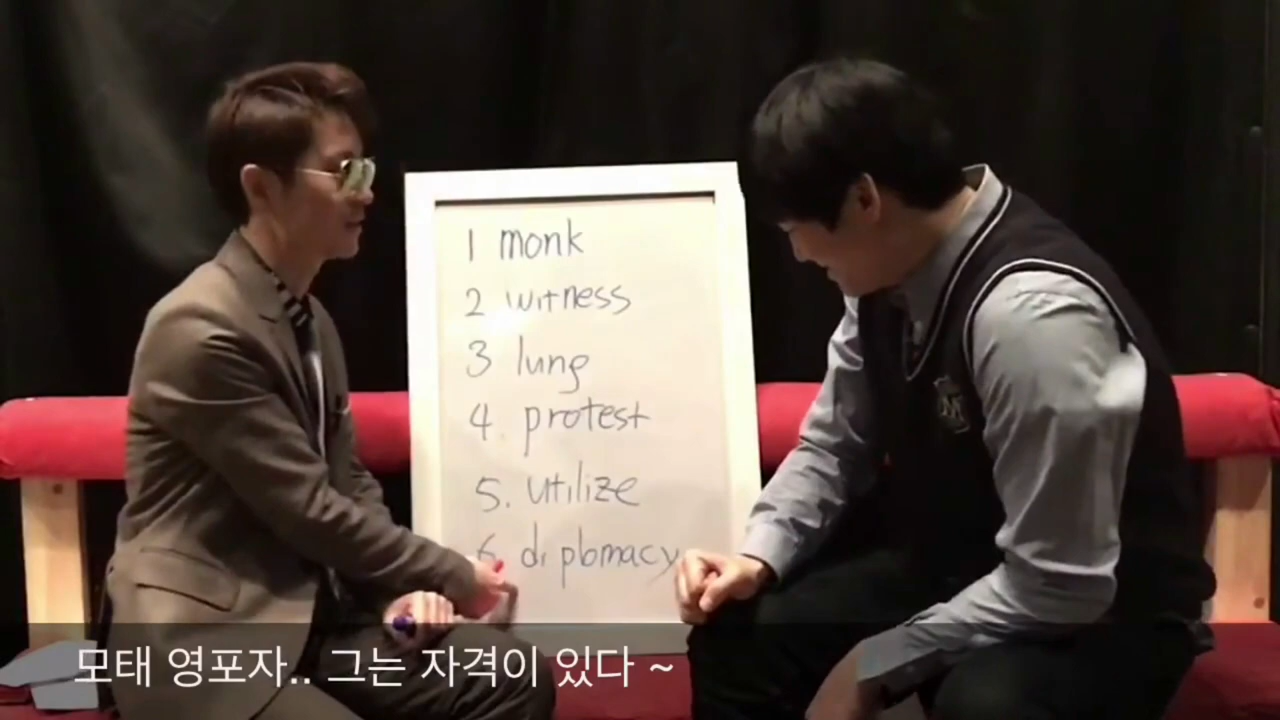 1 monk
2 witness
3 lung
4. protest
5. utilize
6. diplomacy
모태 영포자.. 그는 자격이 있다 ~